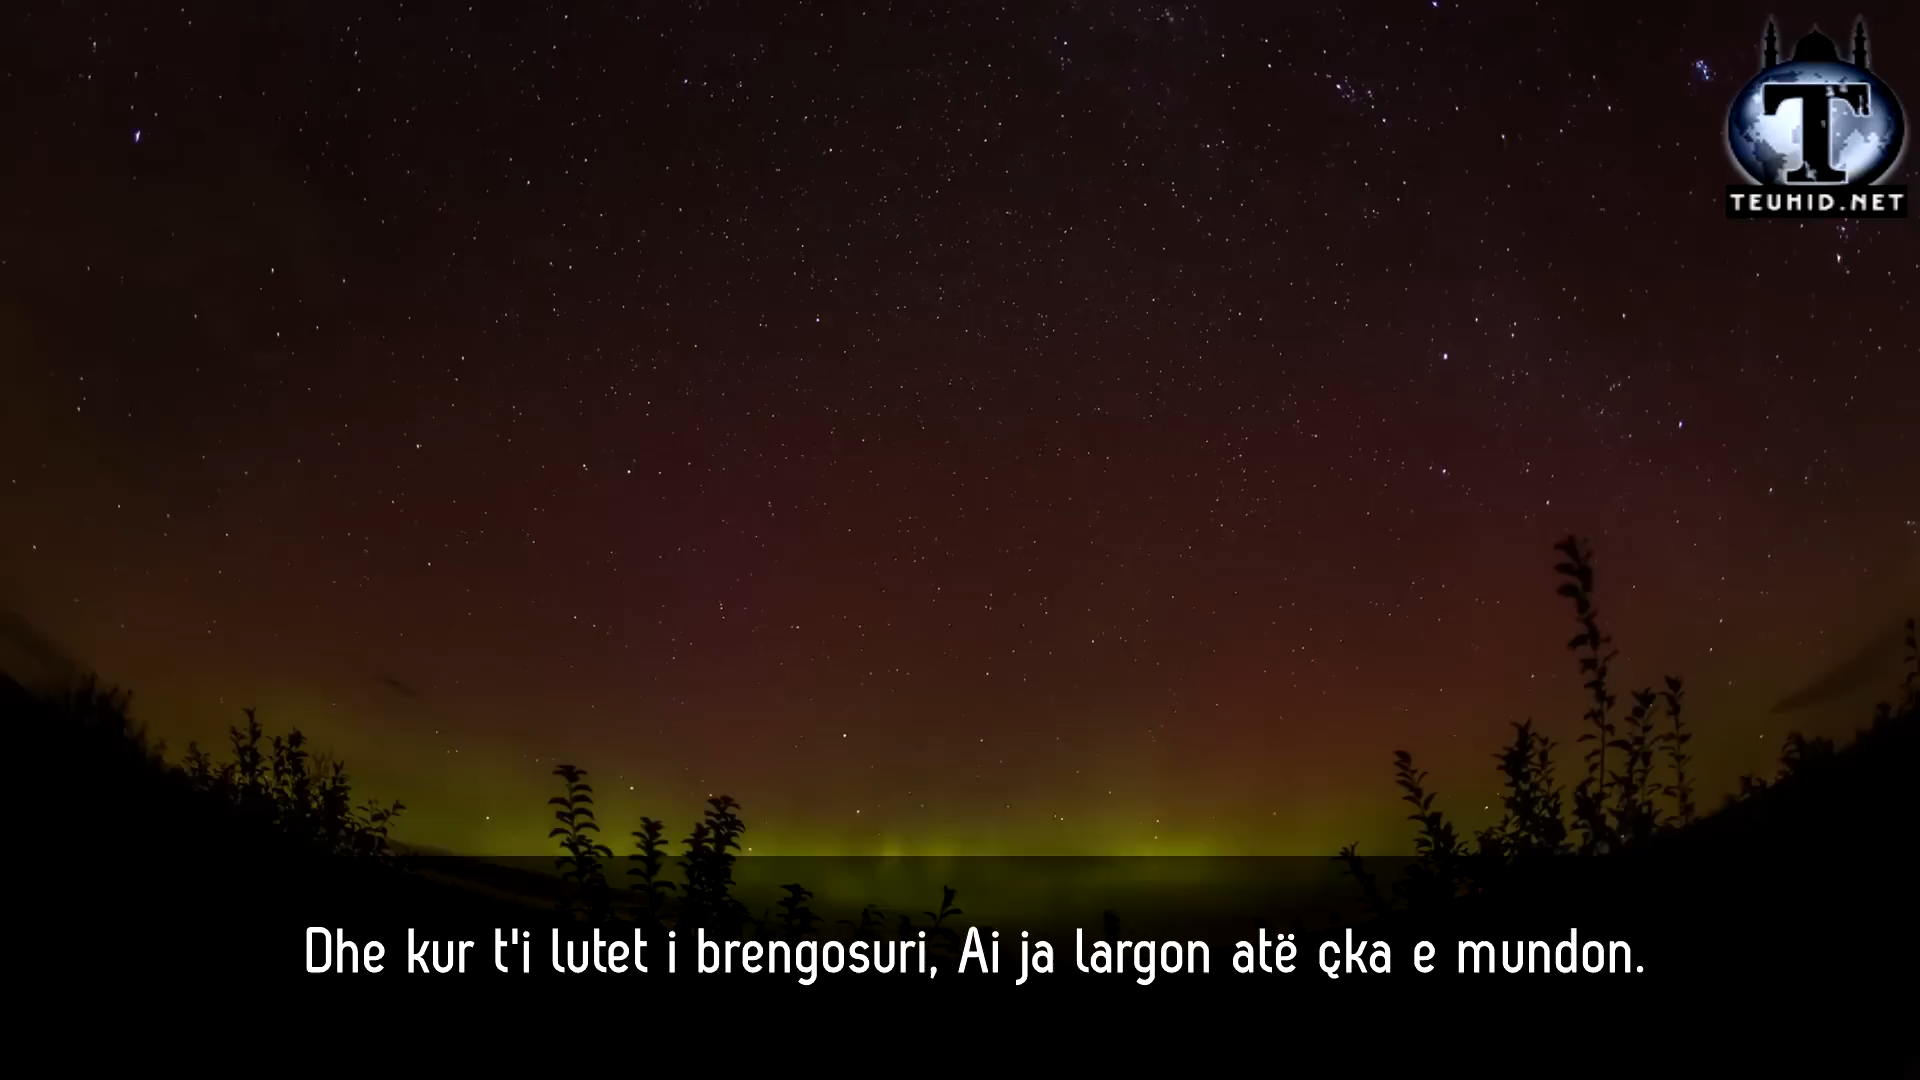 T
TEUHID.NET
Dhe kur t'i lutet i brengosuri, Ai ja largon atë çka e mundon.